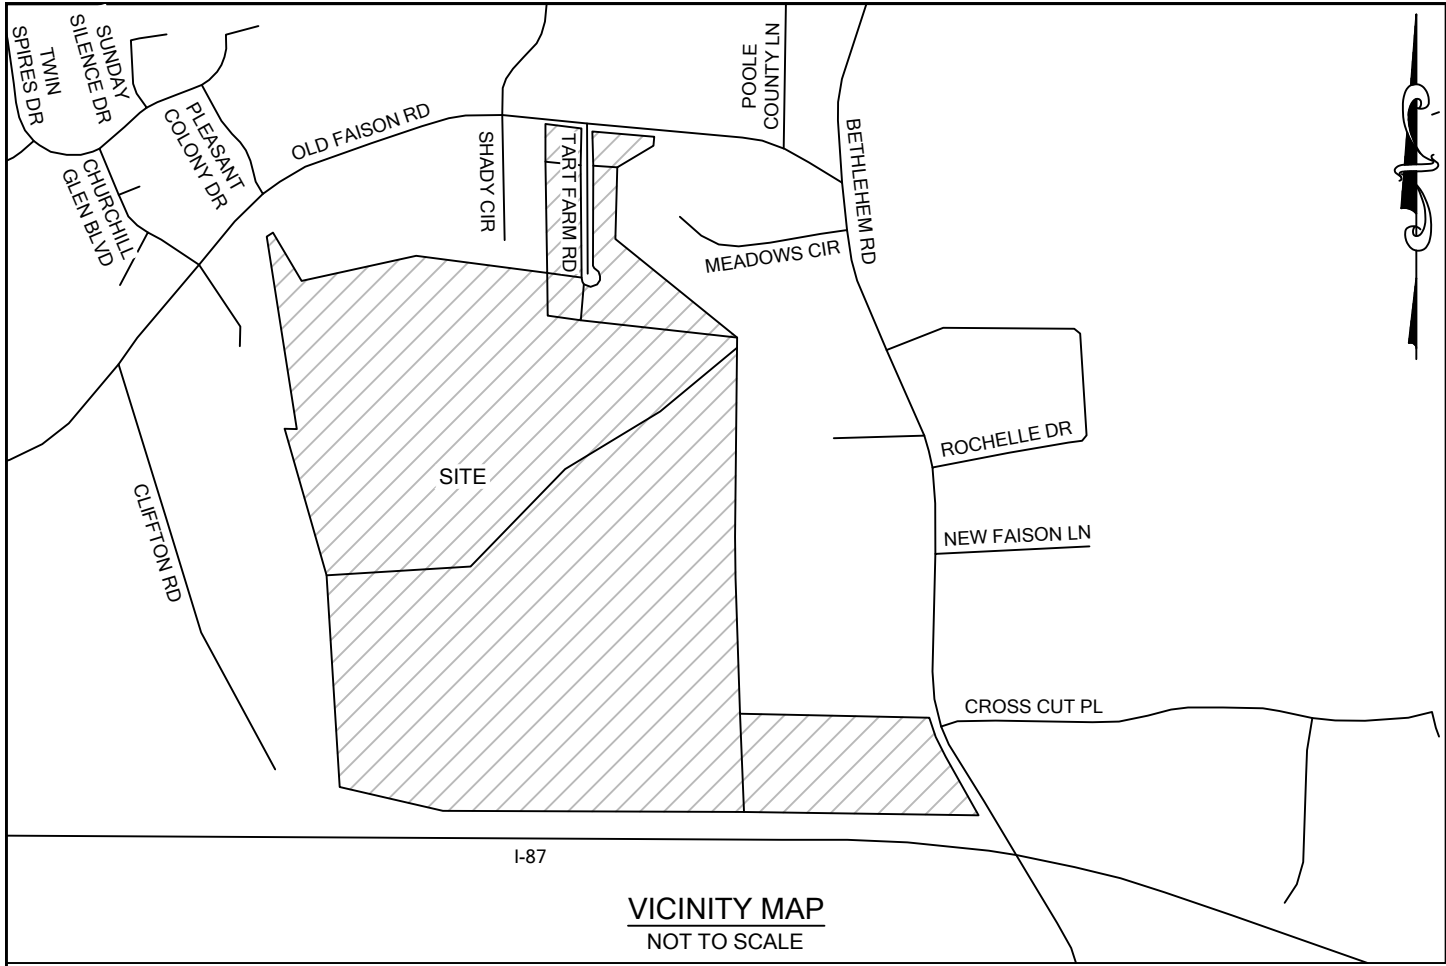 TWIN
SPIRES DR
SUNDAY
SILENCE DR
PLEASANT
COLONY DR
CHURCHILL
GLEN BLVD
OLD FAISON RD
SHADY CIR
TART FARM RD
POOLE
COUNTY LN
BETHLEHEM RD
MEADOWS CIR
ROCHELLE DR
SITE
CLIFFTON RD
NEW FAISON LN
CROSS CUT PL
I-87
VICINITY MAP
NOT TO SCALE